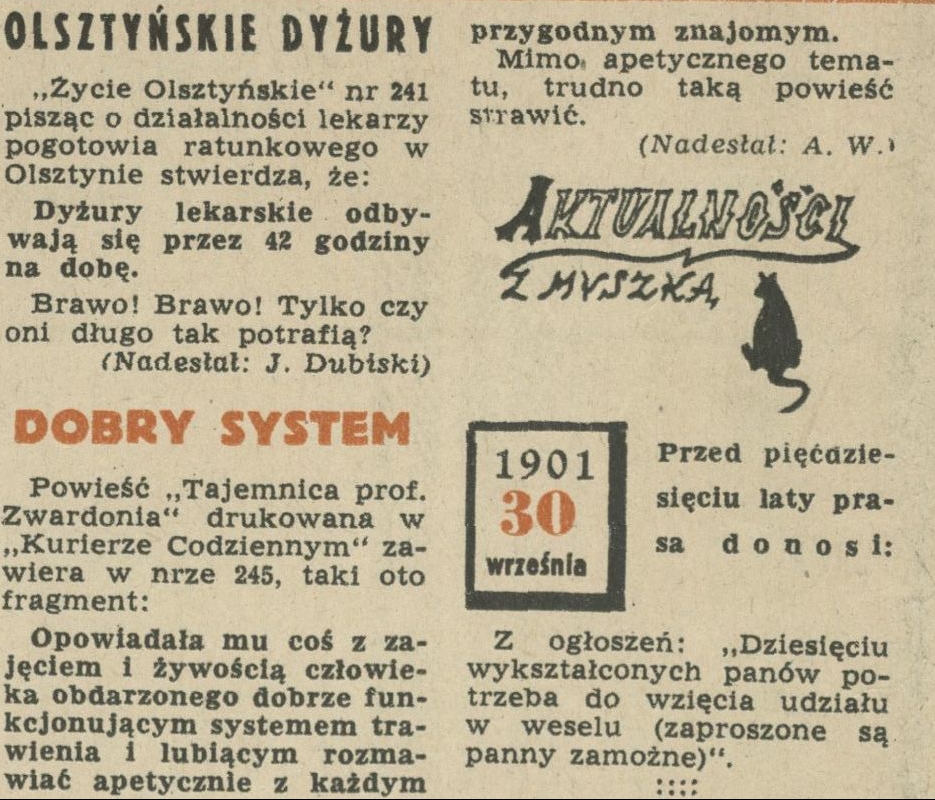 OLSZTYŃSKIE DYŻURY
„Życie Olsztyńskie“ nr 241
pisząc o działalności lekarzy
pogotowia ratunkowego w
Olsztynie stwierdza, że:
Dyżury lekarskie odby-
wają się przez 42 godziny
na dobę.
Brawo! Brawo! Tylko czy
oni długo tak potrafią?
(Nadesłał: J. Dubiski)
DOBRY SYSTEM
Powieść „Tajemnica prof.
Zwardonia“ drukowana w
„Kurierze Codziennym“ za-
wiera w nrze 245, taki oto
fragment:
Opowiadała mu coś z za-
jęciem i żywością człowie-
ka obdarzonego dobrze fun-
kcjonującym systemem tra-
wienia i lubiącym rozma-
wiać apetycznie z każdym
przygodnym znajomym.
Mimo apetycznego tema-
tu, trudno taką powieść
strawić.
(Nadesłał: A. W.)
AKTUALNOŚCI
Z MYSZKĄ
1901
30
września
Przed pięćdzie-
sięciu laty pra-
sa donosi:
Z ogłoszeń: „Dziesięciu
wykształconych panów po-
trzeba do wzięcia udziału
w weselu (zaproszone są
panny zamożne)“.
::::